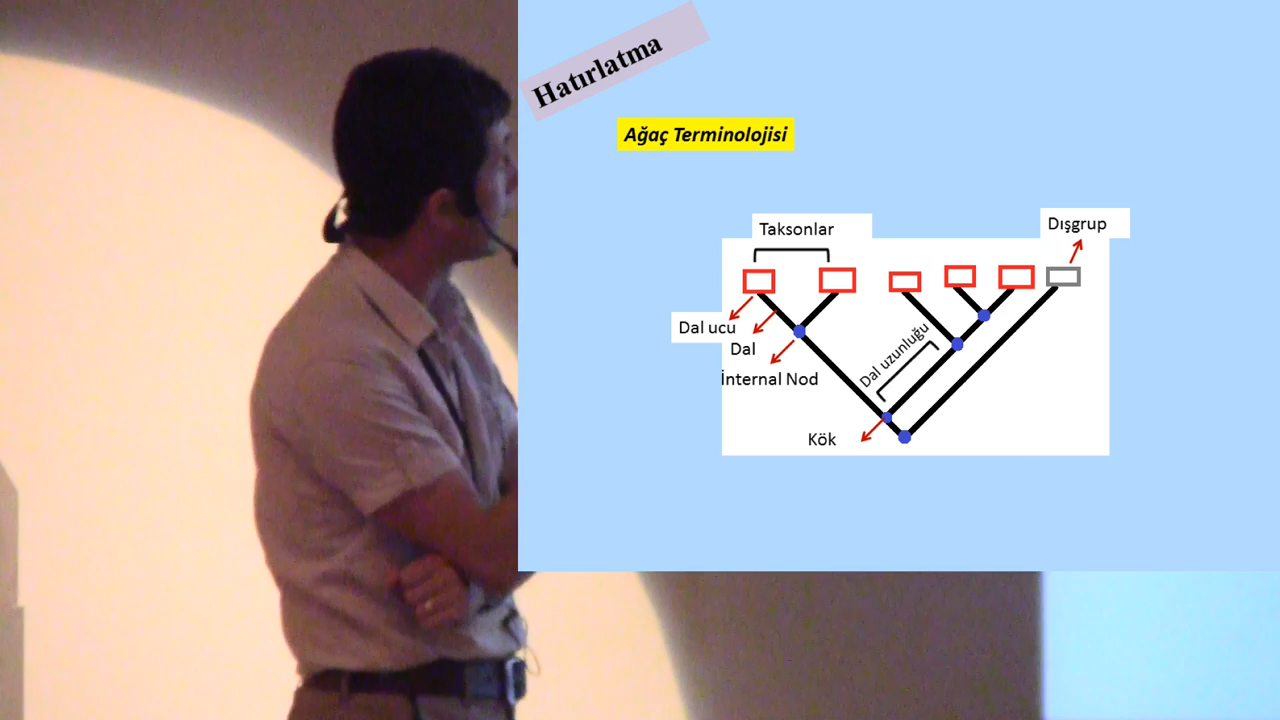 Hatırlatma
Ağaç Terminolojisi
Taksonlar
Dışgrup
Dal ucu
Dal
İnternal Nod
Dal uzunluğu
Kök